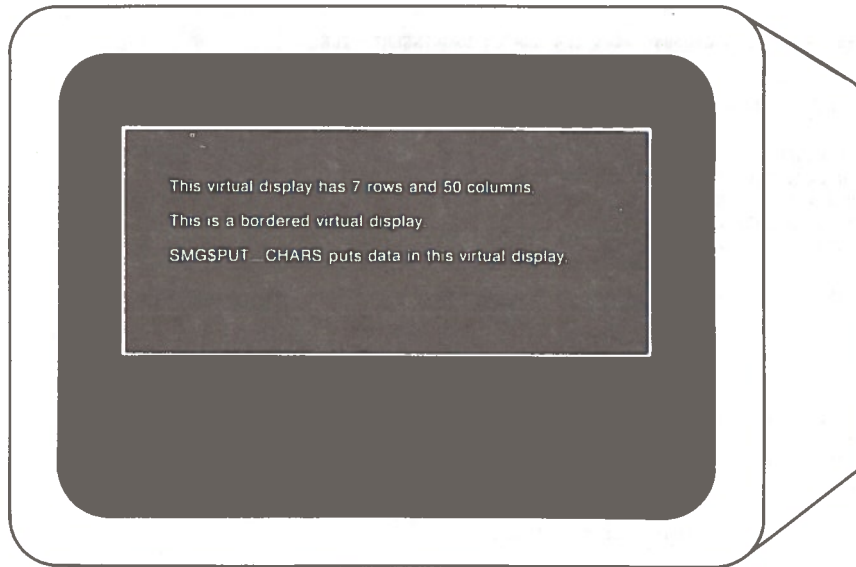 This virtual display has 7 rows and 50 columns.
This is a bordered virtual display.
SMG$PUT_CHARS puts data in this virtual display.